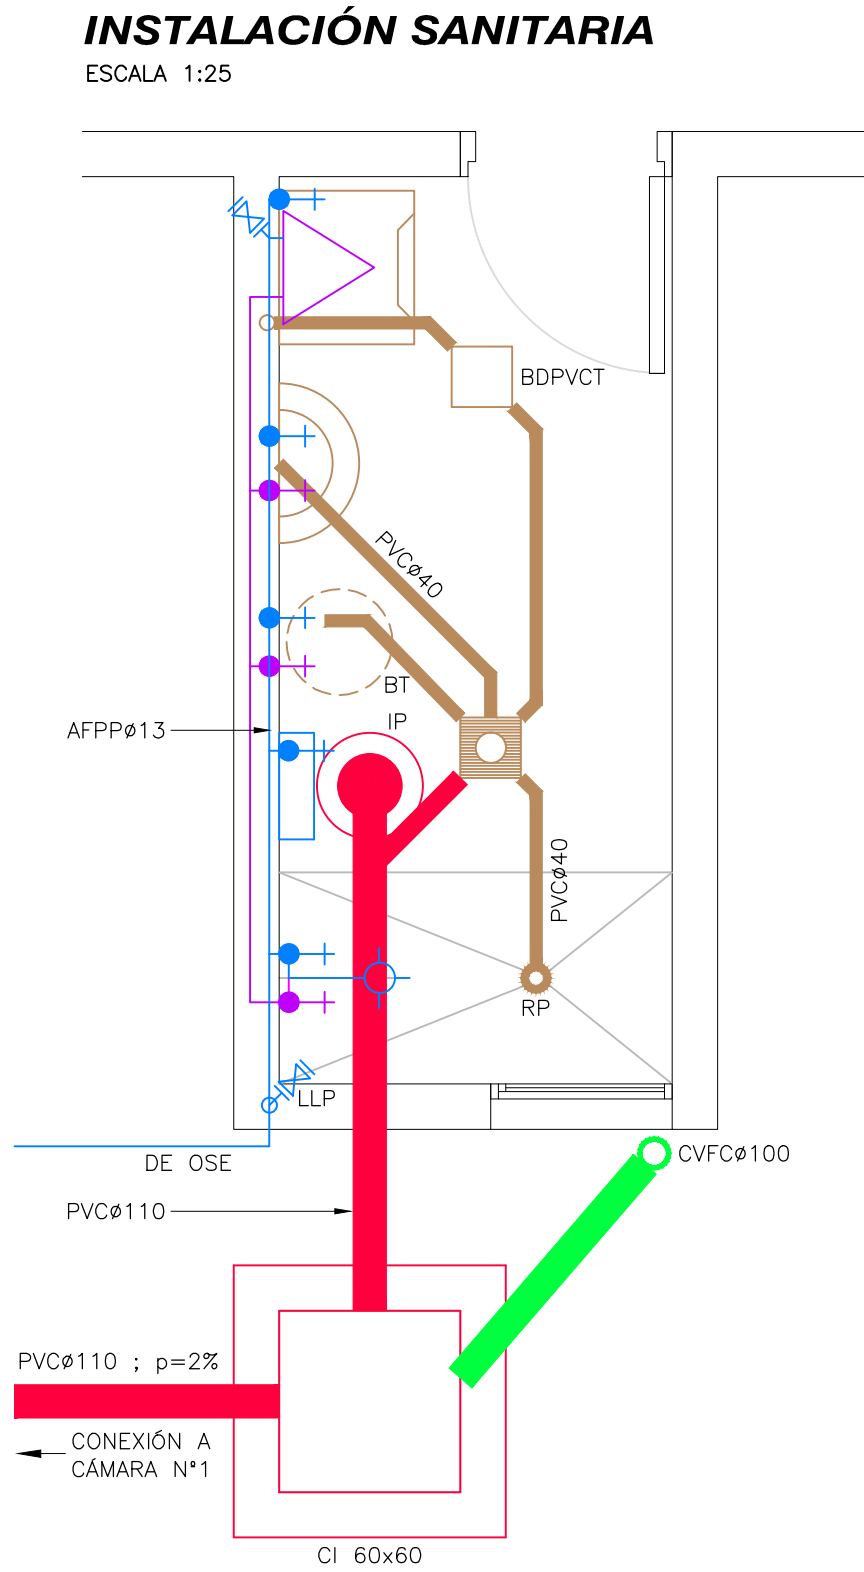 INSTALACIÓN SANITARIA
ESCALA 1:25
BDPVCT
PVCø40
BT
IP
AFPPø13
PVCø40
RP
LLP
DE OSE
CVFCø100
PVCø110
PVCø110 ; p=2%
CONEXIÓN A
CÁMARA N°1
CI 60x60